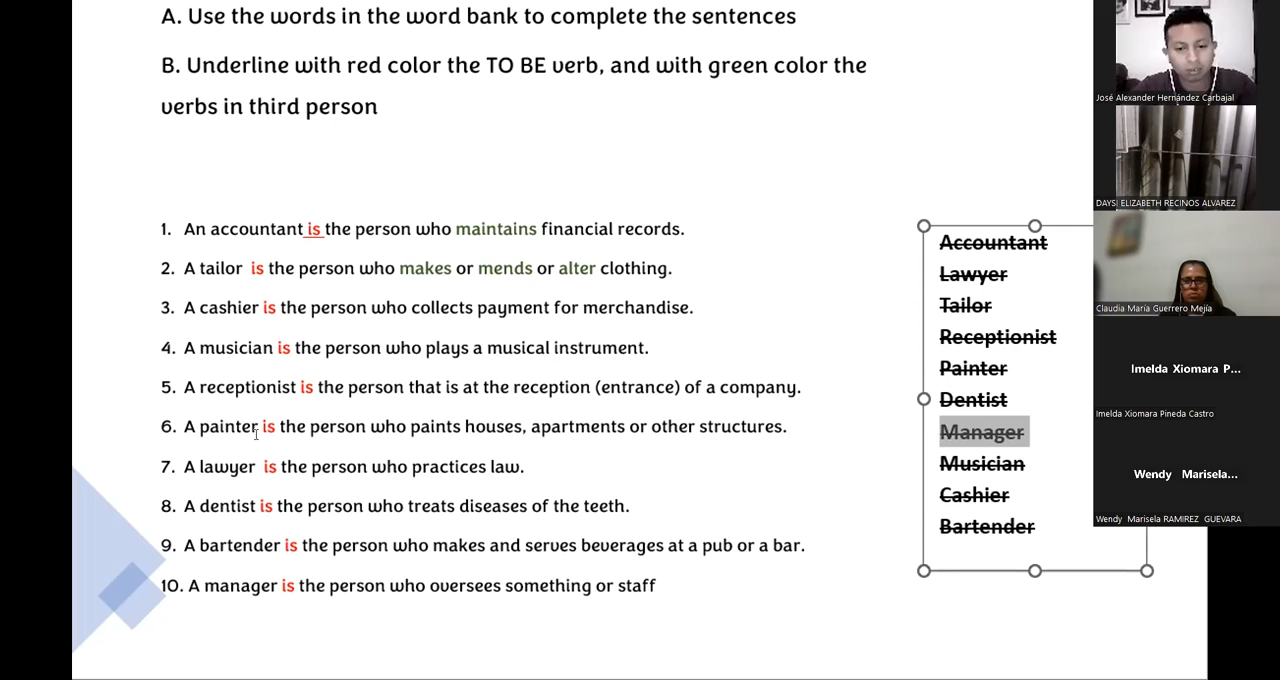 A. Use the words in the word bank to complete the sentences
B. Underline with red color the TO BE verb, and with green color the
verbs in third person
1. An accountant is the person who maintains financial records.
2. A tailor is the person who makes or mends or alter clothing.
3. A cashier is the person who collects payment for merchandise.
4. A musician is the person who plays a musical instrument.
5. A receptionist is the person that is at the reception (entrance) of a company.
6. A painter is the person who paints houses, apartments or other structures.
7. A lawyer is the person who practices law.
8. A dentist is the person who treats diseases of the teeth.
9. A bartender is the person who makes and serves beverages at a pub or a bar.
10. A manager is the person who oversees something or staff
Accountant
Lawyer
Tailor
Receptionist
Painter
Dentist
Manager
Musician
Cashier
Bartender
José Alexander Hernández Carbajal
DAYSI ELIZABETH RECINOS ALVAREZ
Claudia María Guerrero Mejía
Imelda Xiomara P...
Imelda Xiomara Pineda Castro
Wendy Marisela...
Wendy Marisela RAMIREZ GUEVARA